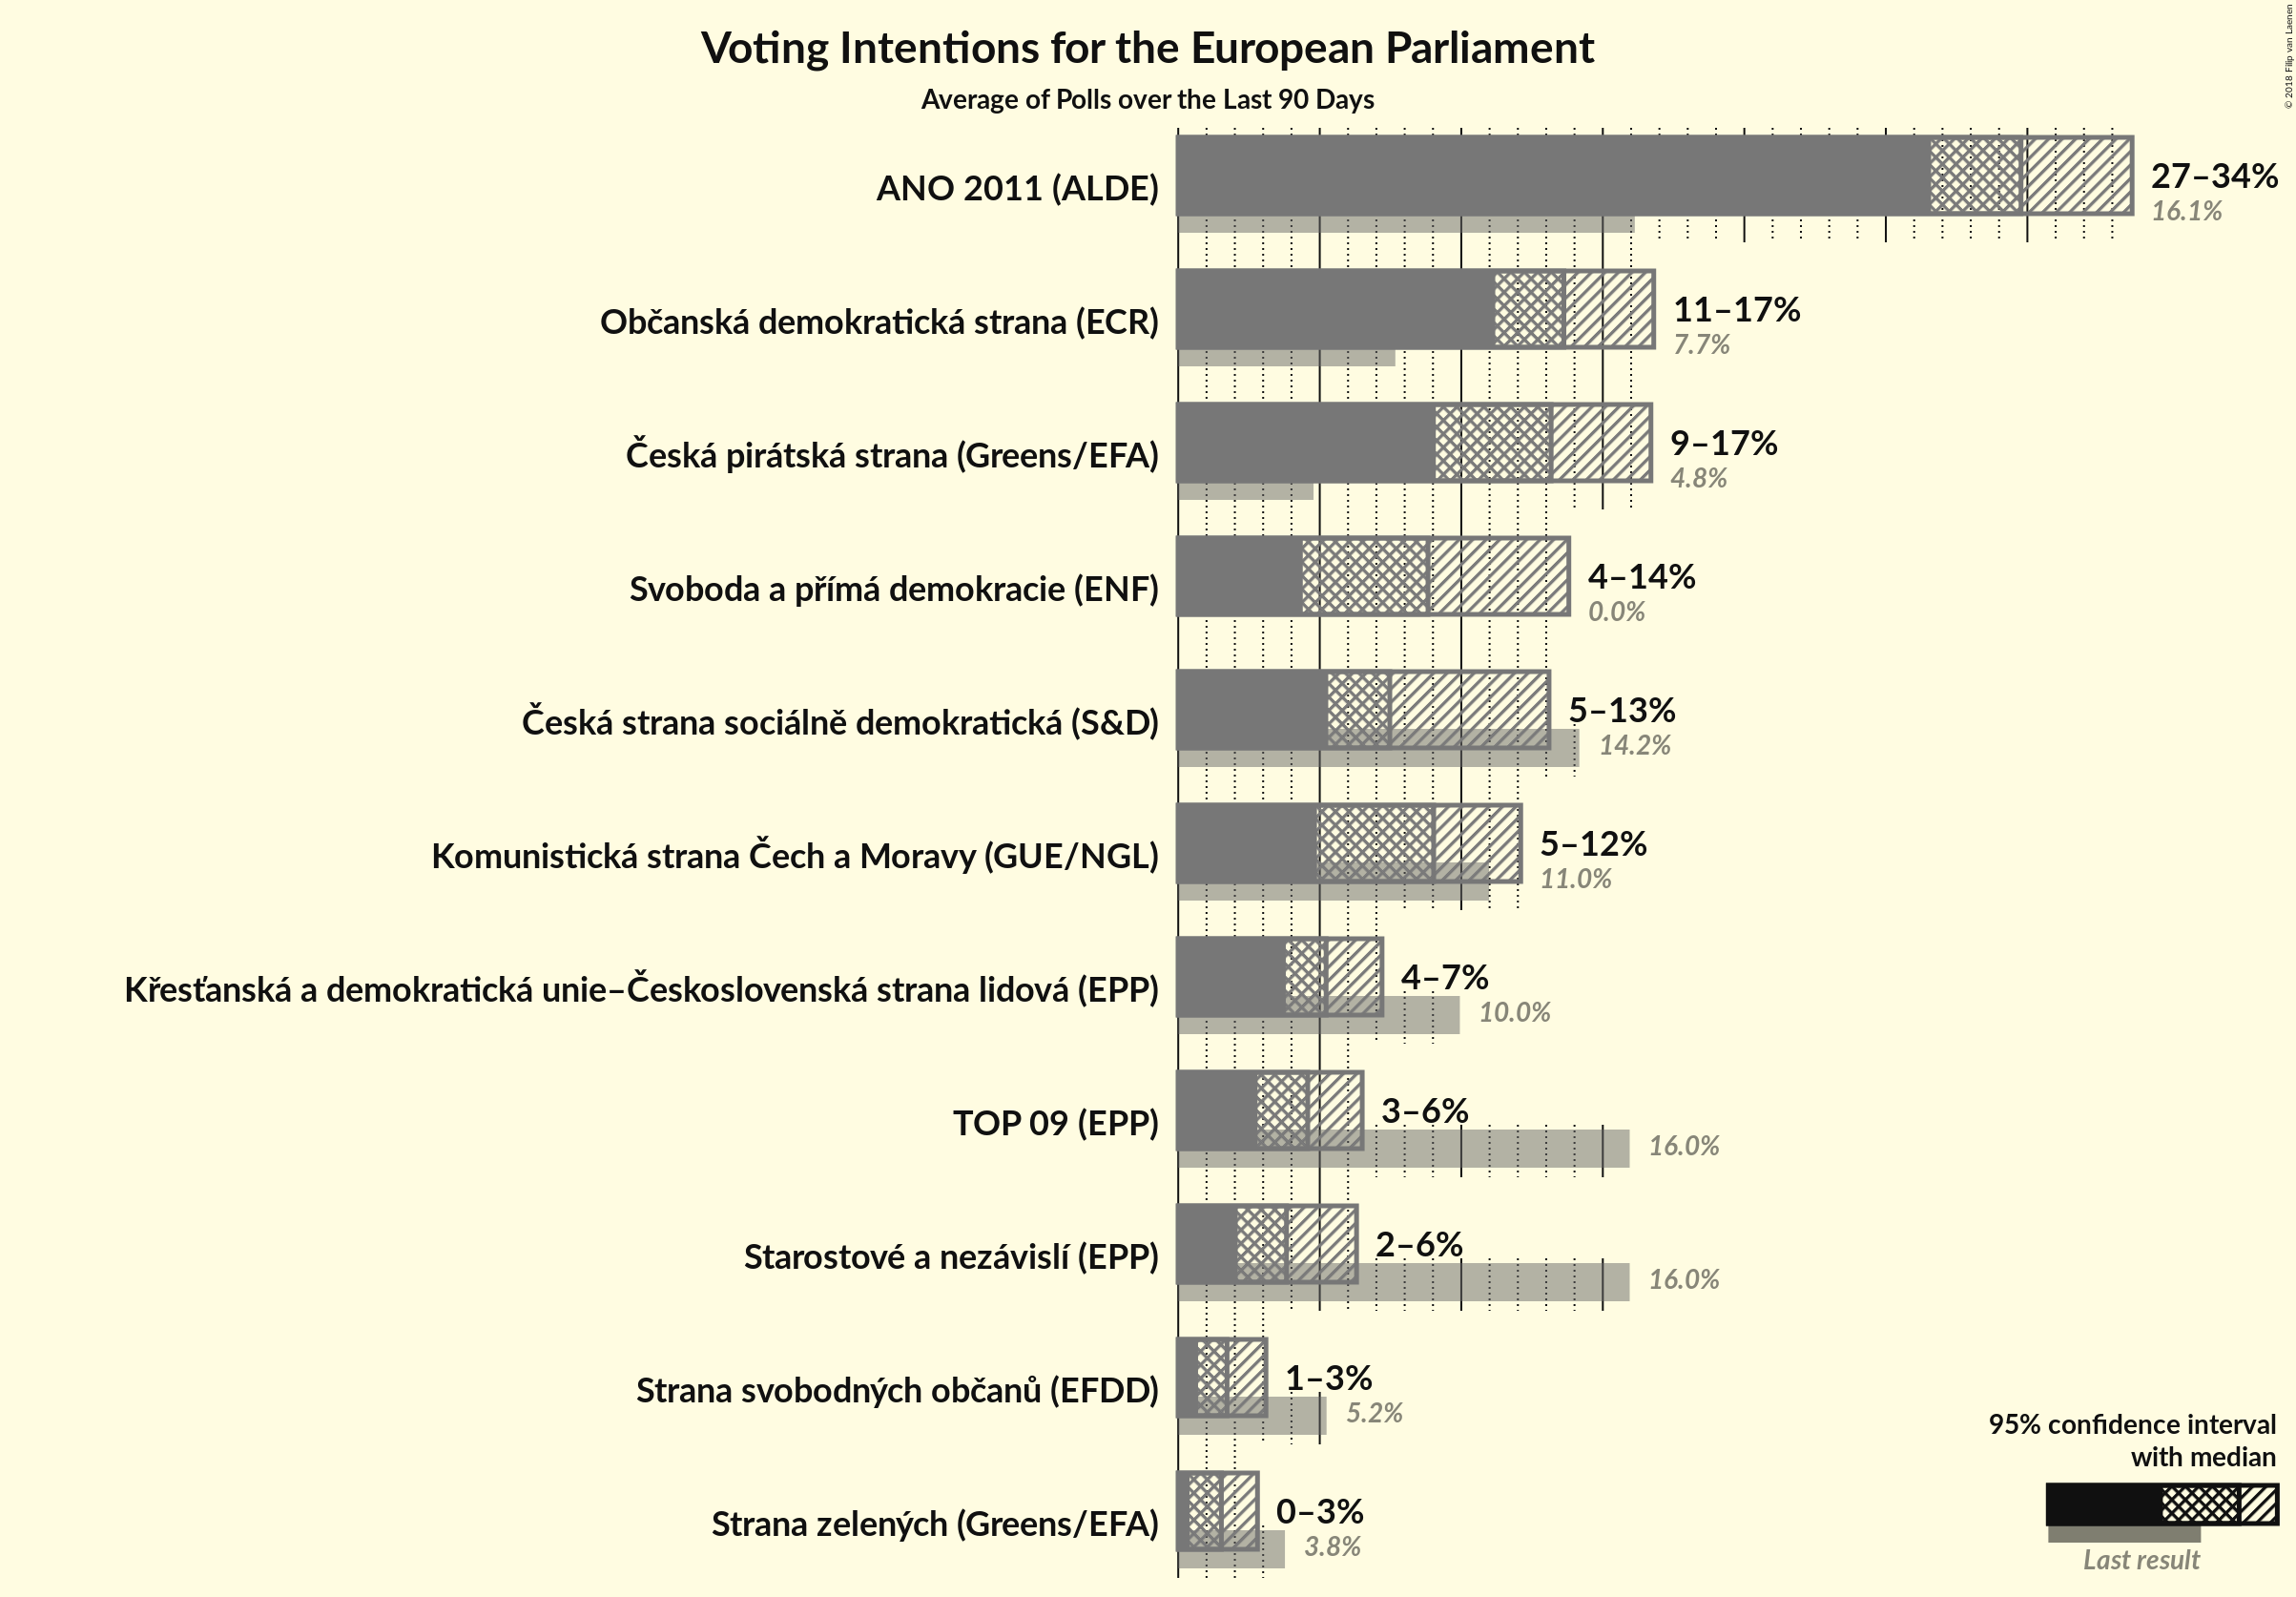 © 2018 Filip van Laenen
Voting Intentions for the European Parliament
Average of Polls over the Last 90 Days
ANO 2011 (ALDE)
27–34%
16.1%
Občanská demokratická strana (ECR)
11–17%
7.7%
Česká pirátská strana (Greens/EFA)
9–17%
4.8%
Svoboda a přímá demokracie (ENF)
4–14%
0.0%
Česká strana sociálně demokratická (S&D)
5–13%
14.2%
Komunistická strana Čech a Moravy (GUE/NGL)
5–12%
11.0%
Křesťanská a demokratická unie–Československá strana lidová (EPP)
4–7%
10.0%
TOP 09 (EPP)
3–6%
16.0%
Starostové a nezávislí (EPP)
2–6%
16.0%
Strana svobodných občanů (EFDD)
1–3%
5.2%
Strana zelených (Greens/EFA)
0–3%
3.8%
95% confidence interval
with median
Last result